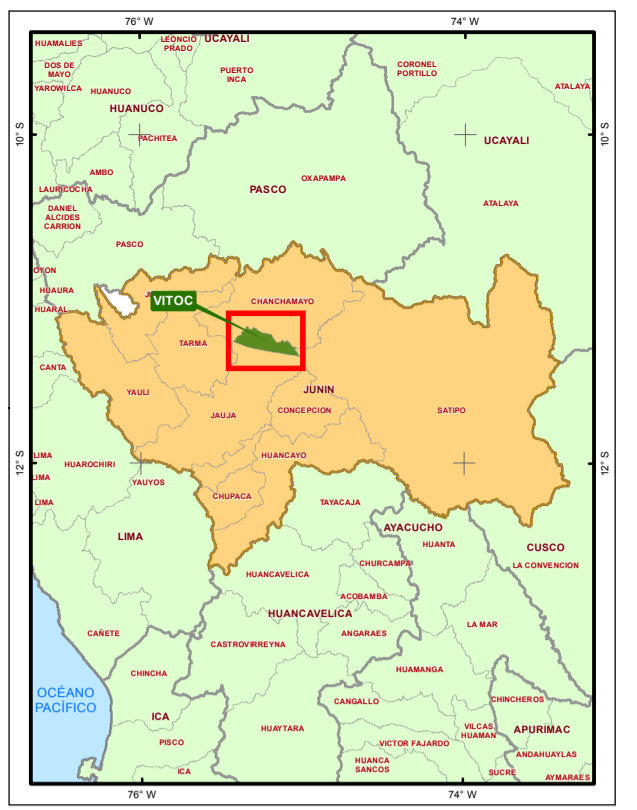 76° W
74° W
HUAMALIES
LEONCIO
PRADO
UCAYALI
DOS DE
MAYO
PUERTO
INCA
CORONEL
PORTILLO
YAROWILCA
HUANUCO
ATALAYA
HUANUCO
10° S
PACHITEA
UCAYALI
10° S
AMBO
LAURICOCHA
PASCO
OXAPAMPA
DANIEL
ALCIDES
CARRION
ATALAYA
PASCO
OYON
HUAURA
HUARAL
VITOC
CHANCHAMAYO
TARMA
CANTA
YAULI
JUNIN
JAUJA
CONCEPCION
SATIPO
LIMA
HUAROCHIRI
HUANCAYO
12° S
12° S
LIMA
YAUYOS
LIMA
CHUPACA
TAYACAJA
LIMA
AYACUCHO
HUANTA
CUSCO
LA CONVENCION
HUANCAVELICA
CHURCAMPA
ACOBAMBA
HUANCAVELICA
LA MAR
CAÑETE
CASTROVIRREYNA
ANGARAES
CHINCHA
HUAMANGA
OCÉANO
PACÍFICO
CANGALLO
CHINCHEROS
ICA
HUAYTARA
VILCAS
HUAMAN
APURIMAC
PISCO
VICTOR FAJARDO
ANDAHUAYLAS
ICA
HUANCA
SANCOS
SUCRE
AYMARAES
76° W
74° W